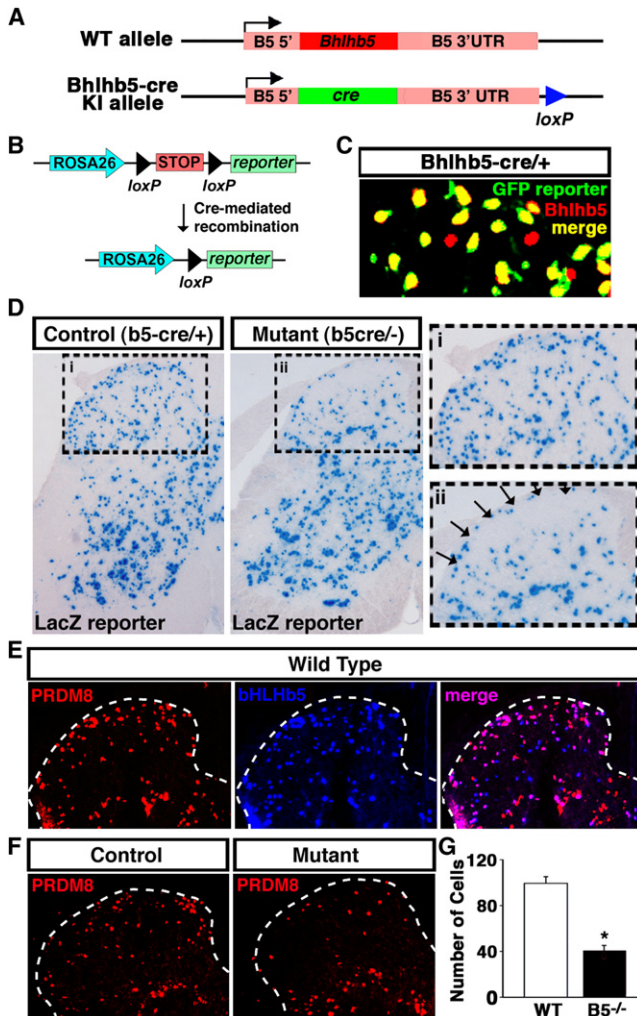 A
WT allele
B5 5' Bhlhb5 B5 3'UTR
Bhlhb5-cre
KI allele
B5 5' cre B5 3' UTR
loxP
B
ROSA26 STOP reporter
loxP loxP
Cre-mediated
recombination
ROSA26 reporter
loxP
C
Bhlhb5-cre/+
GFP reporter
Bhlhb5
merge
D
Control (b5-cre/+) Mutant (b5cre/-)
i
ii
i
ii
LacZ reporter LacZ reporter
E
Wild Type
PRDM8 bHLHb5 merge
F
Control Mutant
PRDM8 PRDM8
G
Number of Cells
120
80
40
0
*
WT B5-/-